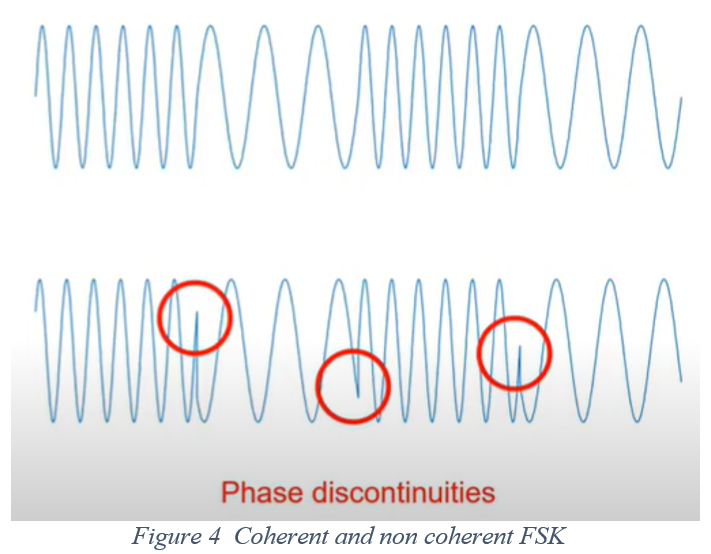 Phase discontinuities
Figure 4 Coherent and non coherent FSK